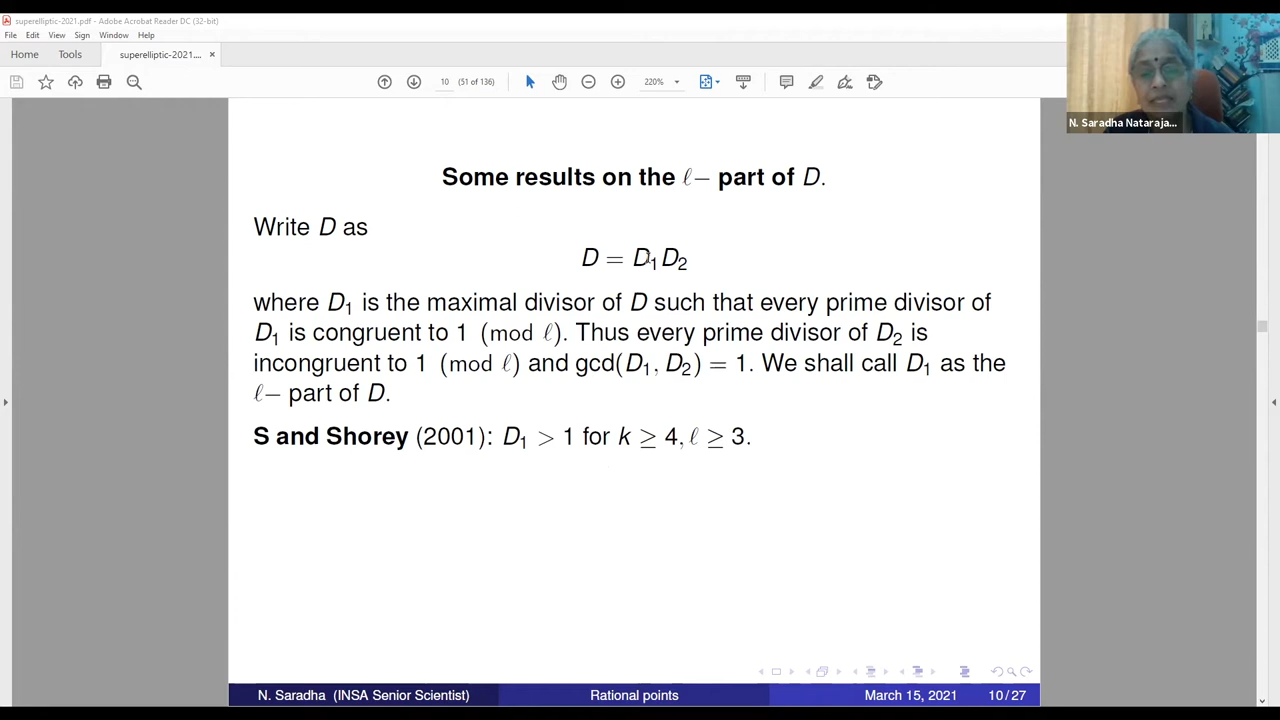 superelliptic-2021.pdf - Adobe Acrobat Reader DC (32-bit)
File Edit View Sign Window Help
Home Tools superelliptic-2021.... ×
10 (51 of 136) 220%
N. Saradha Nataraja...
Some results on the ℓ− part of D.
Write D as
D = D₁D₂
where D₁ is the maximal divisor of D such that every prime divisor of
D₁ is congruent to 1 (mod ℓ). Thus every prime divisor of D₂ is
incongruent to 1 (mod ℓ) and gcd(D₁, D₂) = 1. We shall call D₁ as the
ℓ− part of D.
S and Shorey (2001): D₁ > 1 for k ≥ 4, ℓ ≥ 3.
N. Saradha (INSA Senior Scientist) Rational points March 15, 2021 10/27